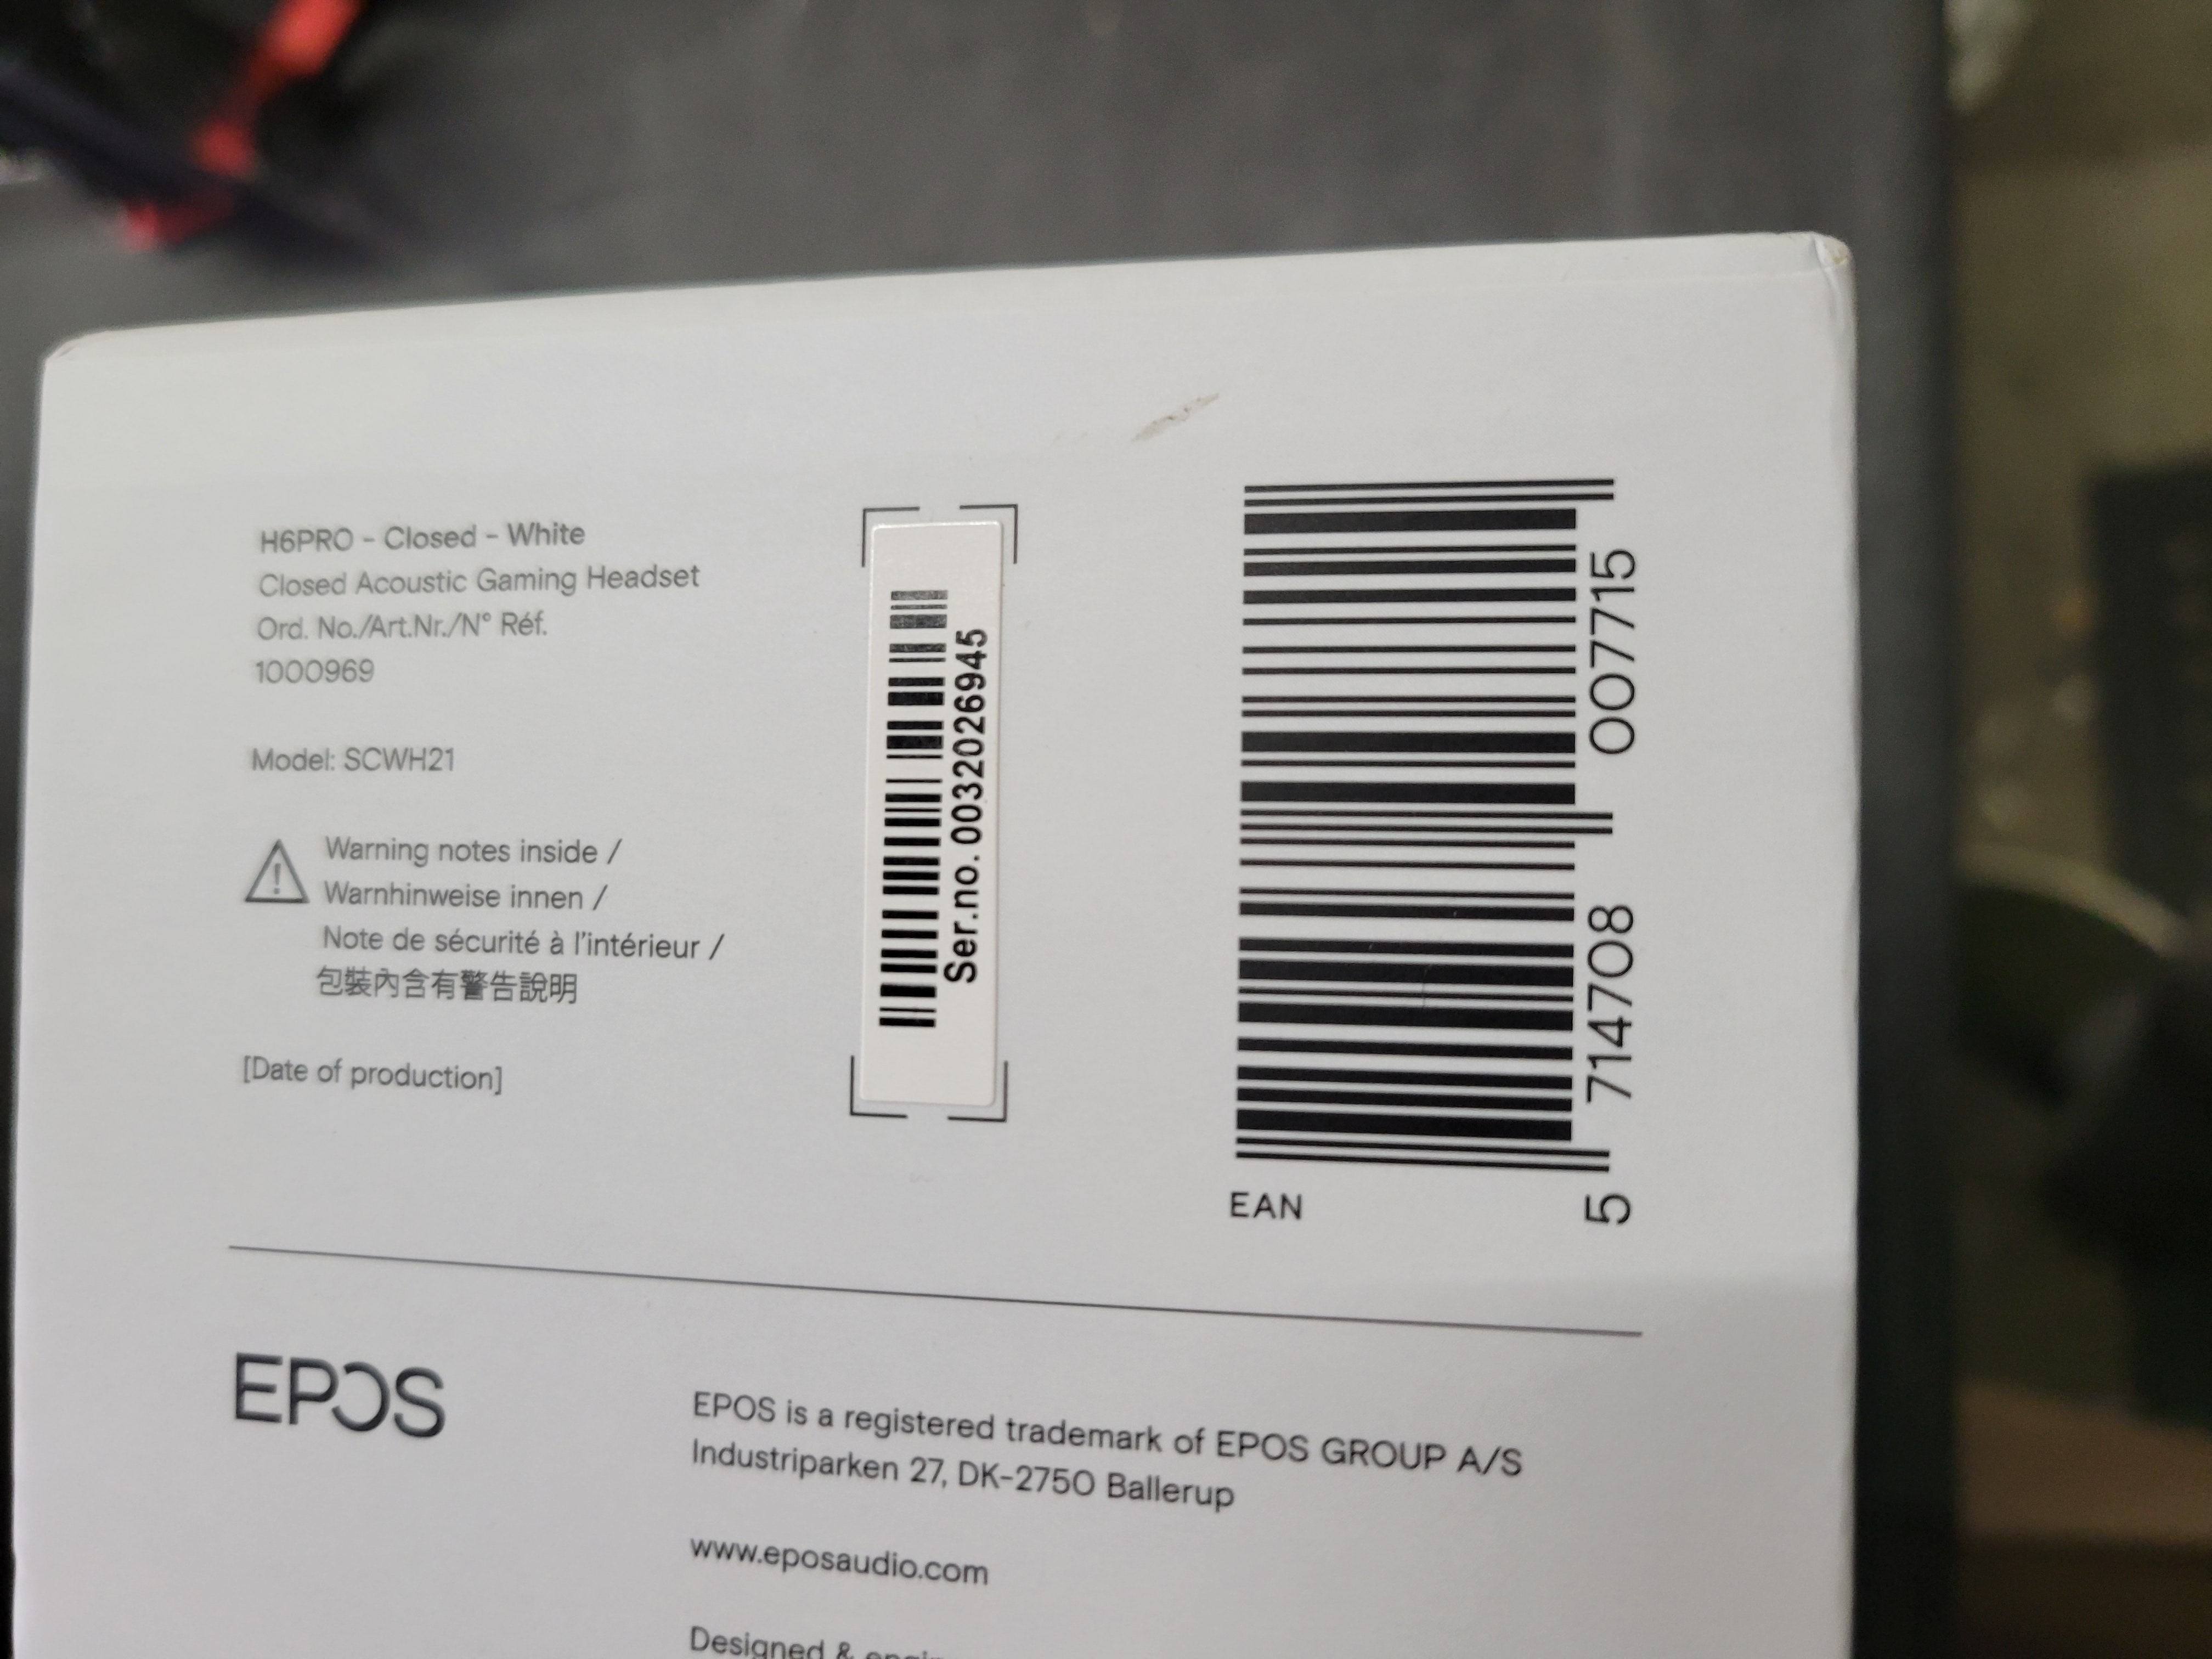 H6PRO - Closed - White
Closed Acoustic Gaming Headset
Ord. No./Art.Nr./N° Réf.
1000969
Model: SCWH21
Warning notes inside /
Warnhinweise innen /
Note de sécurité à l'intérieur /
包裝內含有警告說明
[Date of production]
Ser.no. 0032026945
5 714708 007715
EAN
EPOS
EPOS is a registered trademark of EPOS GROUP A/S
Industriparken 27, DK-2750 Ballerup
www.eposaudio.com
Designed &